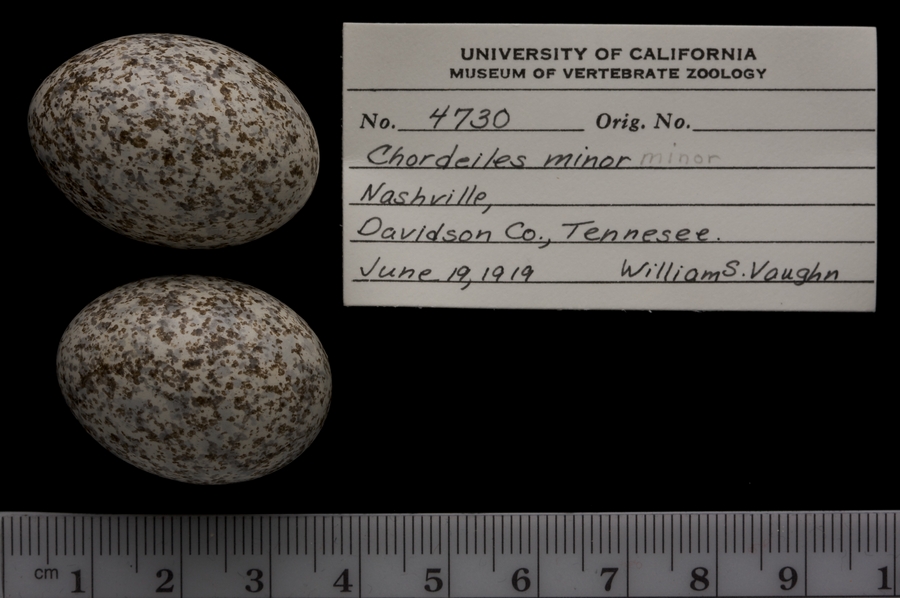 UNIVERSITY OF CALIFORNIA
MUSEUM OF VERTEBRATE ZOOLOGY
No. 4730 Orig. No.
Chordeiles minor minor
Nashville,
Davidson Co., Tennesee.
June 19, 1919 William S. Vaughn
cm 1 2 3 4 5 6 7 8 9 1